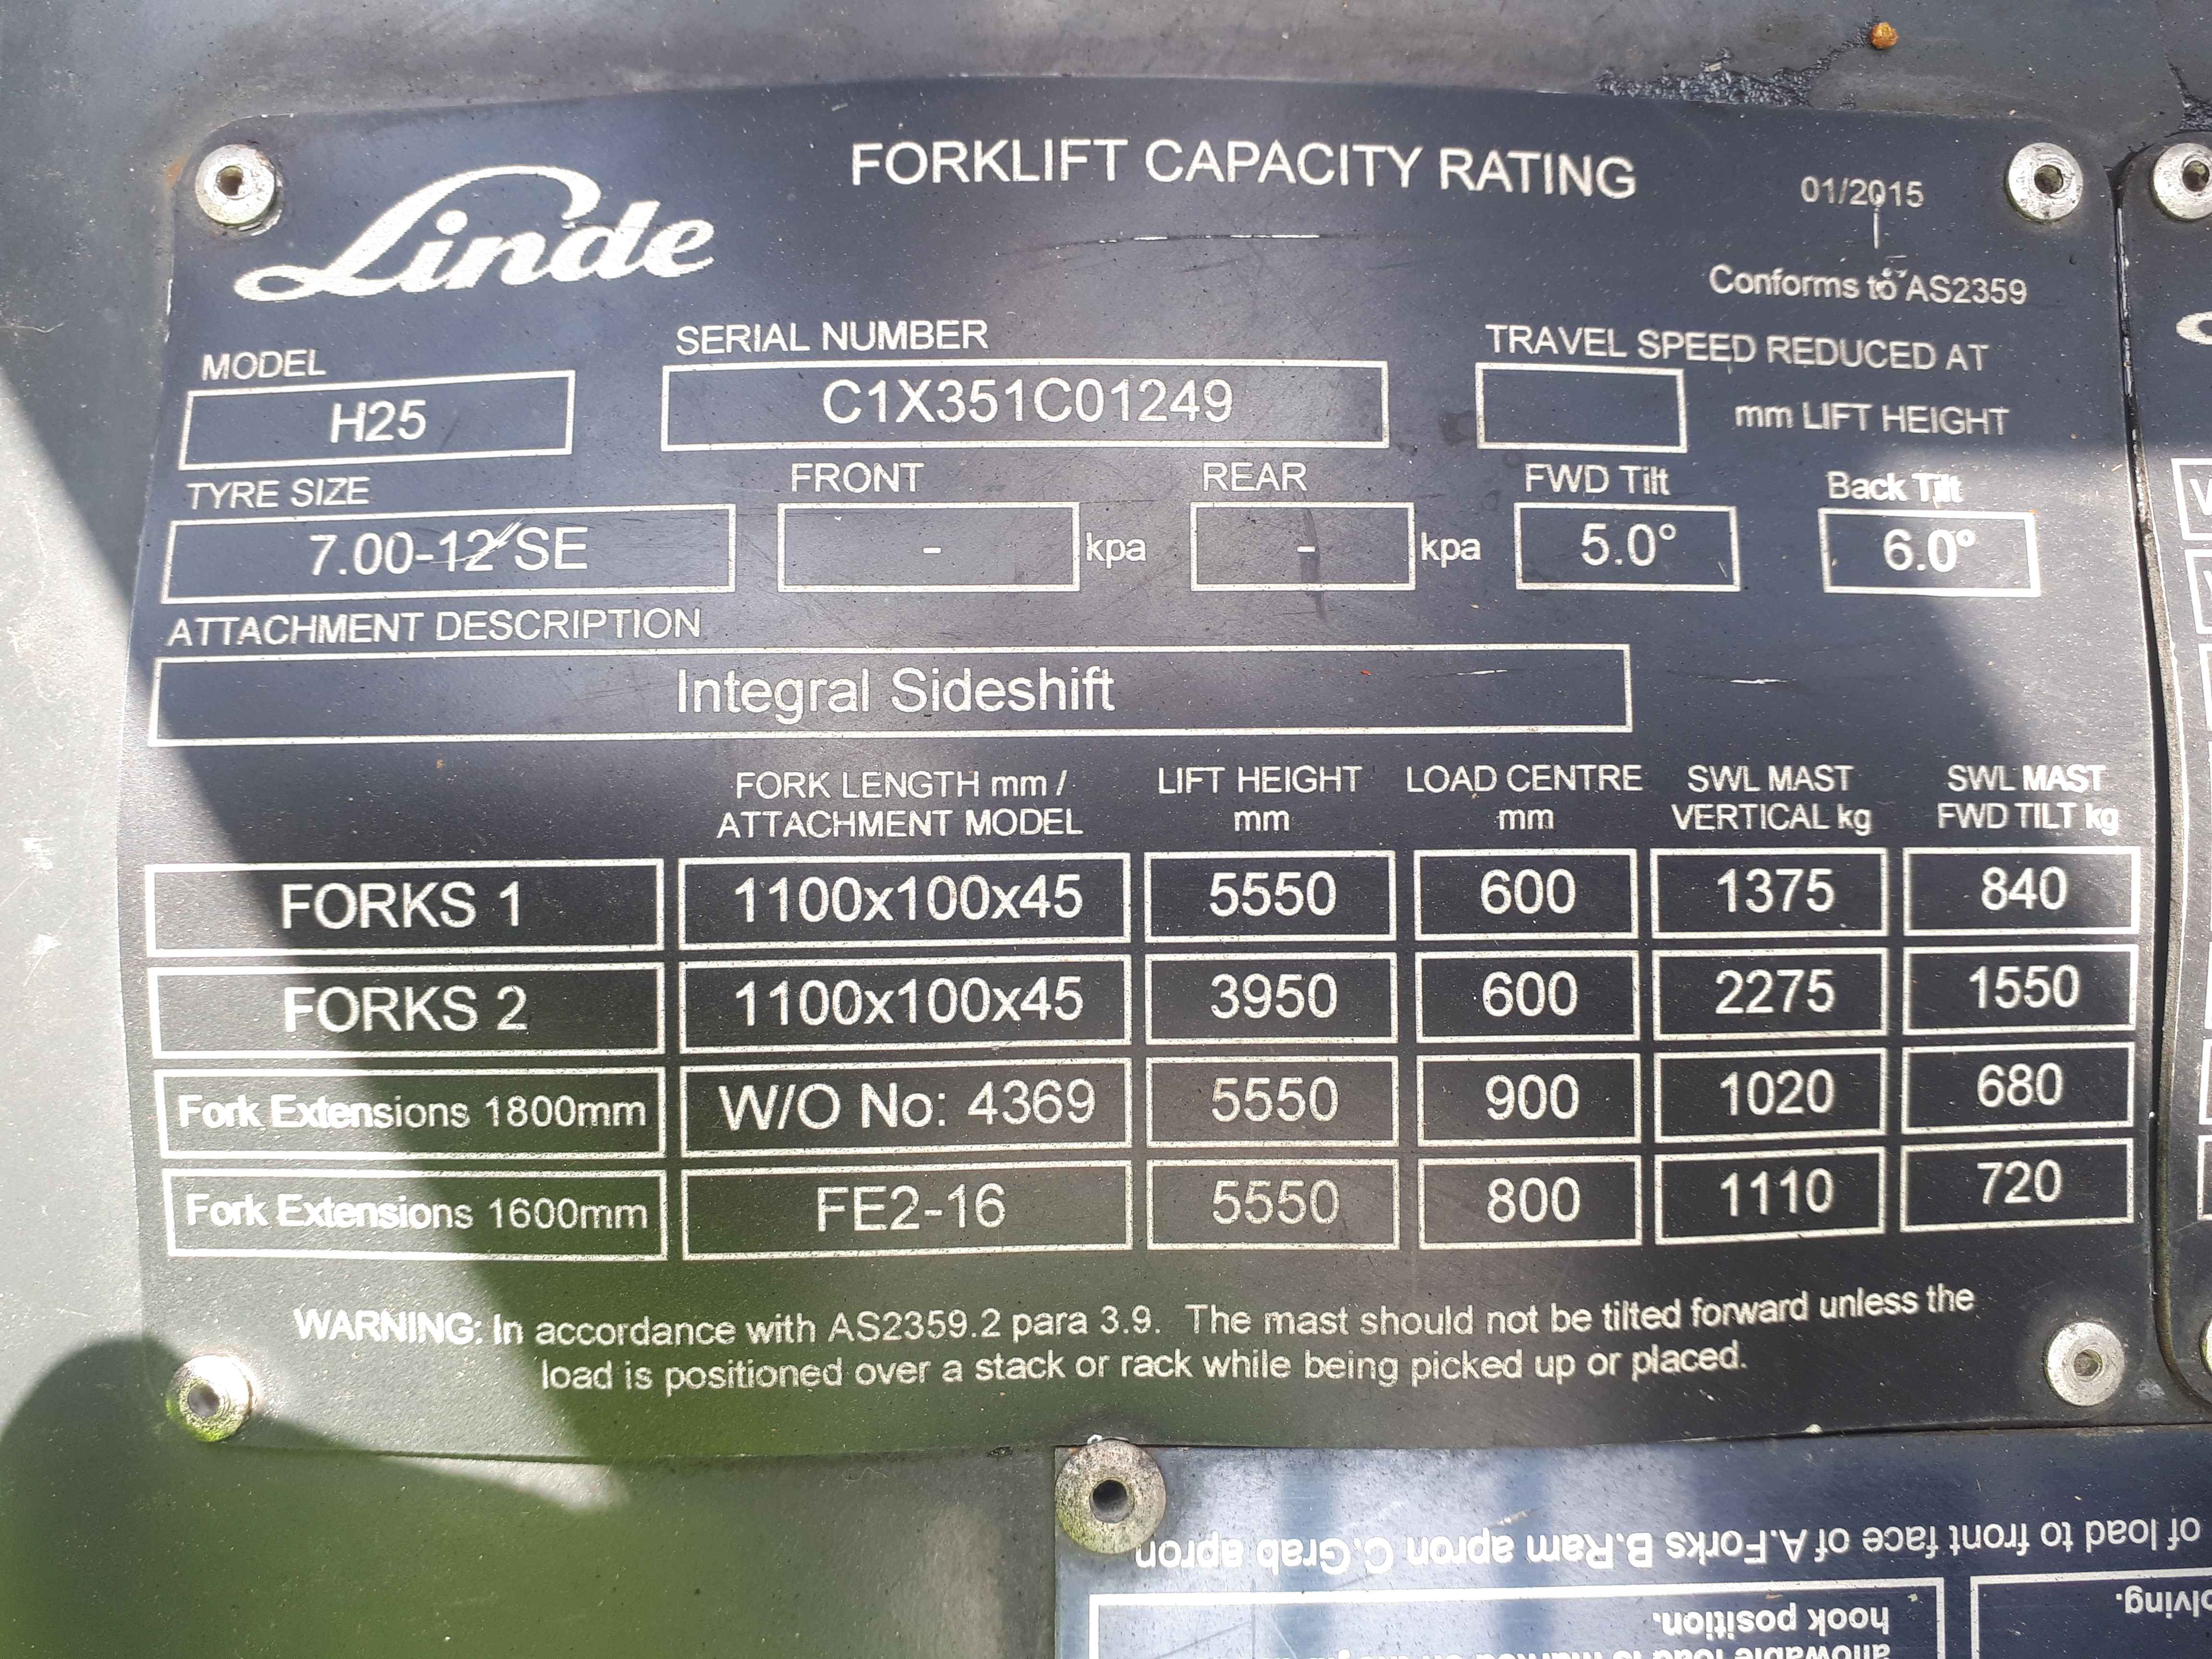 Linde
FORKLIFT CAPACITY RATING
01/2015
Conforms to AS2359
MODEL
H25
SERIAL NUMBER
C1X351C01249
TRAVEL SPEED REDUCED AT
mm LIFT HEIGHT
TYRE SIZE
7.00-12 SE
FRONT
- kpa
REAR
- kpa
FWD Tilt
5.0°
Back Tilt
6.0°
ATTACHMENT DESCRIPTION
Integral Sideshift
FORK LENGTH mm /
ATTACHMENT MODEL
LIFT HEIGHT
mm
LOAD CENTRE
mm
SWL MAST
VERTICAL kg
SWL MAST
FWD TILT kg
FORKS 1 1100x100x45 5550 600 1375 840
FORKS 2 1100x100x45 3950 600 2275 1550
Fork Extensions 1800mm W/O No: 4369 5550 900 1020 680
Fork Extensions 1600mm FE2-16 5550 800 1110 720
WARNING: In accordance with AS2359.2 para 3.9. The mast should not be tilted forward unless the
load is positioned over a stack or rack while being picked up or placed.
of load to front face of A.Forks B.Ram apron C.Grab apron
hook position.
allowable load is marked on the